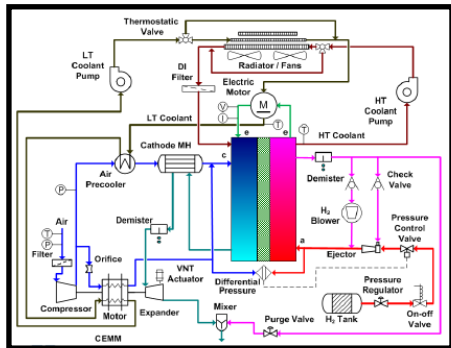 Thermostatic
Valve
LT
Coolant
Pump
DI
Filter
Radiator / Fans
Electric
Motor
HT
Coolant
Pump
V
I
M
T
T
LT Coolant
HT Coolant
e
e
Cathode MH
c
Air
Precooler
P
Demister
Check
Valve
H2
Blower
Pressure
Control
Valve
Air
T
P
Filter
Demister
a
Ejector
Orifice
VNT
Actuator
Differential
Pressure
Pressure
Regulator
Compressor
Motor
Expander
Mixer
Purge Valve
H2 Tank
On-off
Valve
CEMM